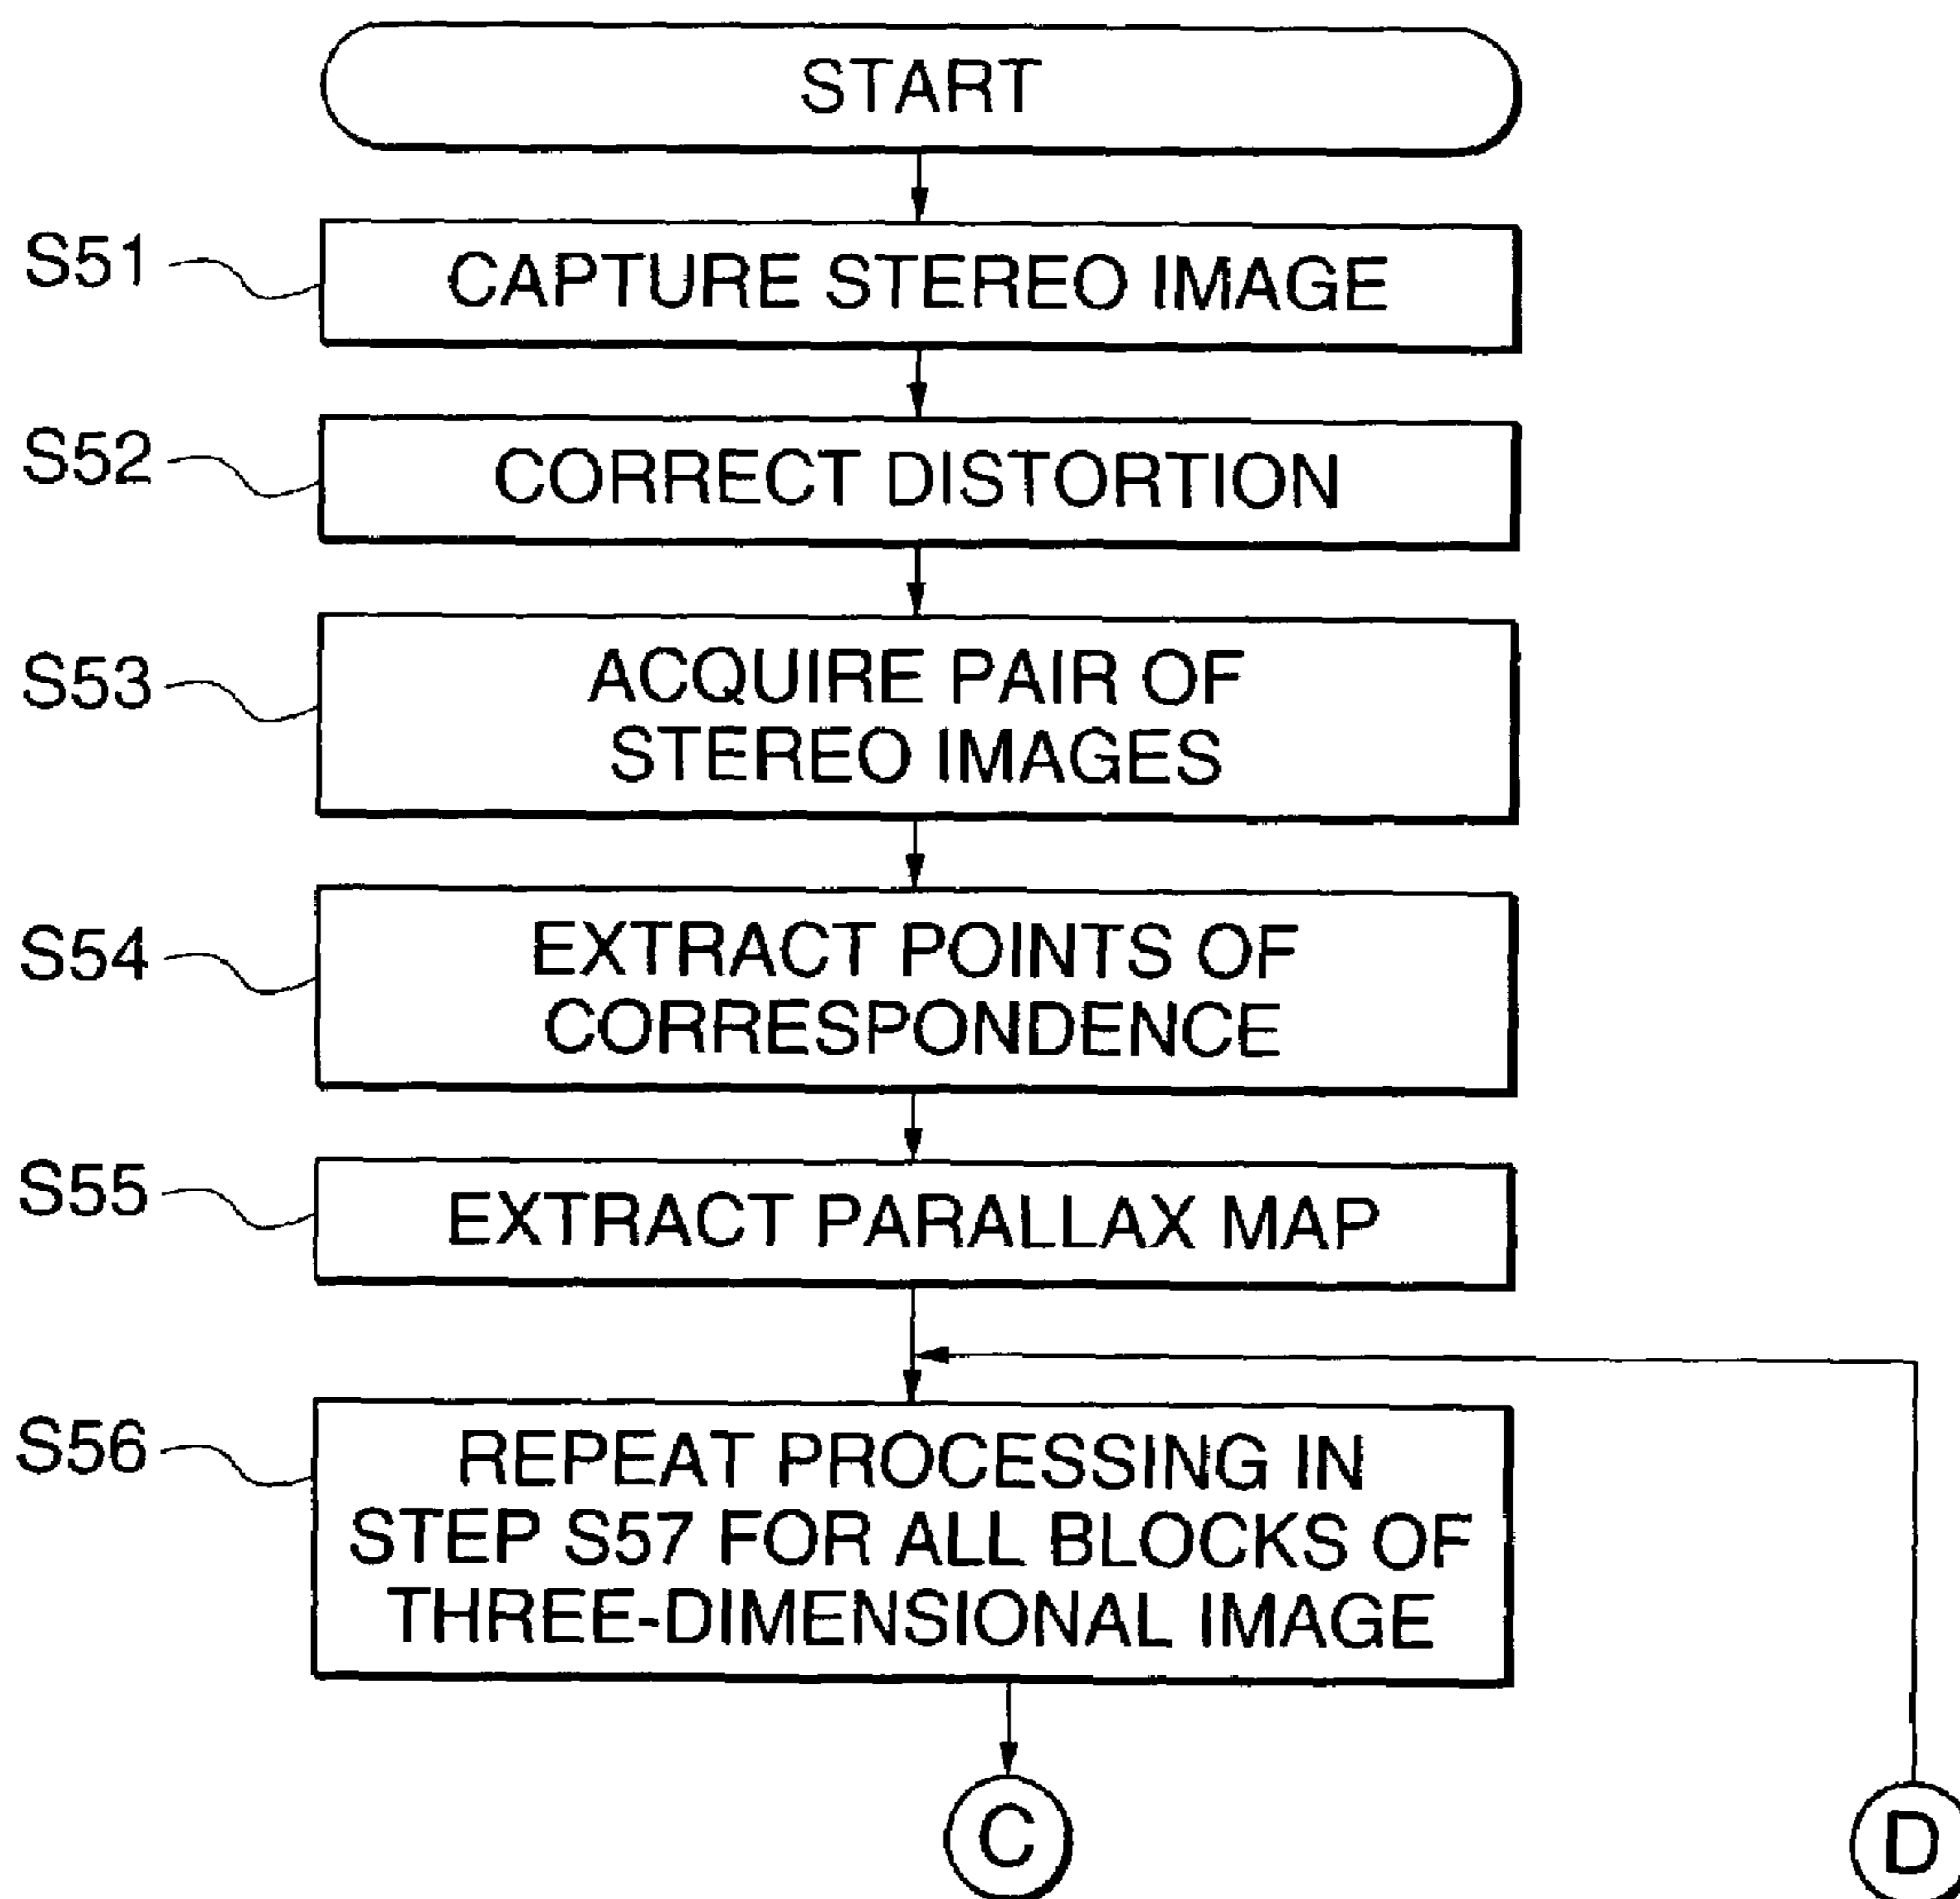 START
S51
CAPTURE STEREO IMAGE
S52
CORRECT DISTORTION
S53
ACQUIRE PAIR OF
STEREO IMAGES
S54
EXTRACT POINTS OF
CORRESPONDENCE
S55
EXTRACT PARALLAX MAP
S56
REPEAT PROCESSING IN
STEP S57 FOR ALL BLOCKS OF
THREE-DIMENSIONAL IMAGE
C
D